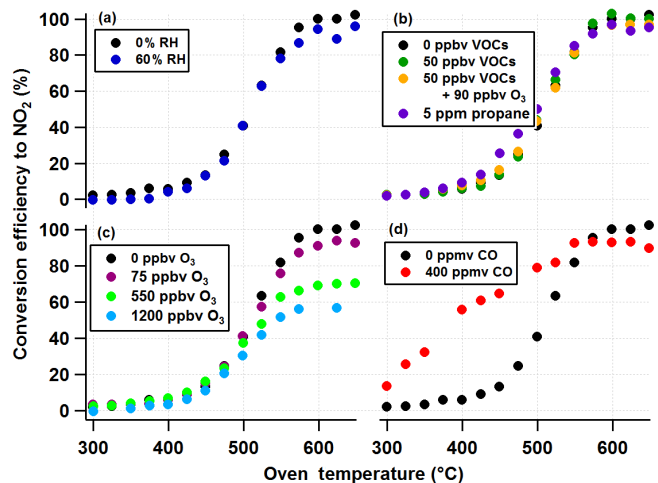 (a)
0% RH
60% RH
(b)
0 ppbv VOCs
50 ppbv VOCs
50 ppbv VOCs
+ 90 ppbv O₃
5 ppm propane
100
80
60
40
20
0
(c)
0 ppbv O₃
75 ppbv O₃
550 ppbv O₃
1200 ppbv O₃
(d)
0 ppmv CO
400 ppmv CO
100
80
60
40
20
0
300
400
500
600
300
400
500
600
Conversion efficiency to NO₂ (%)
Oven temperature (°C)